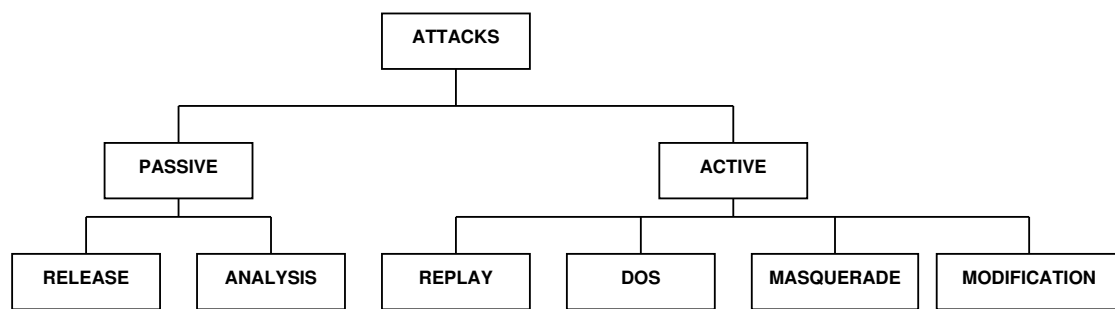 ATTACKS
PASSIVE
ACTIVE
RELEASE
ANALYSIS
REPLAY
DOS
MASQUERADE
MODIFICATION